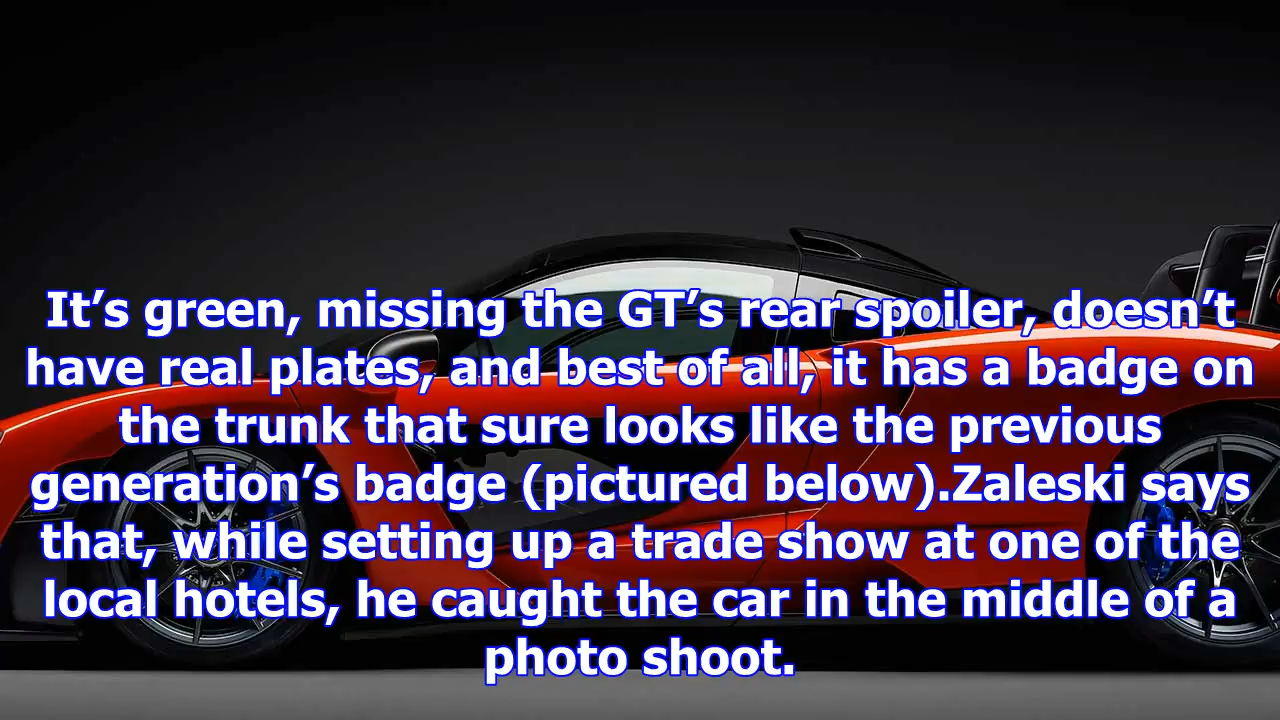 It’s green, missing the GT’s rear spoiler, doesn’t
have real plates, and best of all, it has a badge on
the trunk that sure looks like the previous
generation’s badge (pictured below).Zaleski says
that, while setting up a trade show at one of the
local hotels, he caught the car in the middle of a
photo shoot.